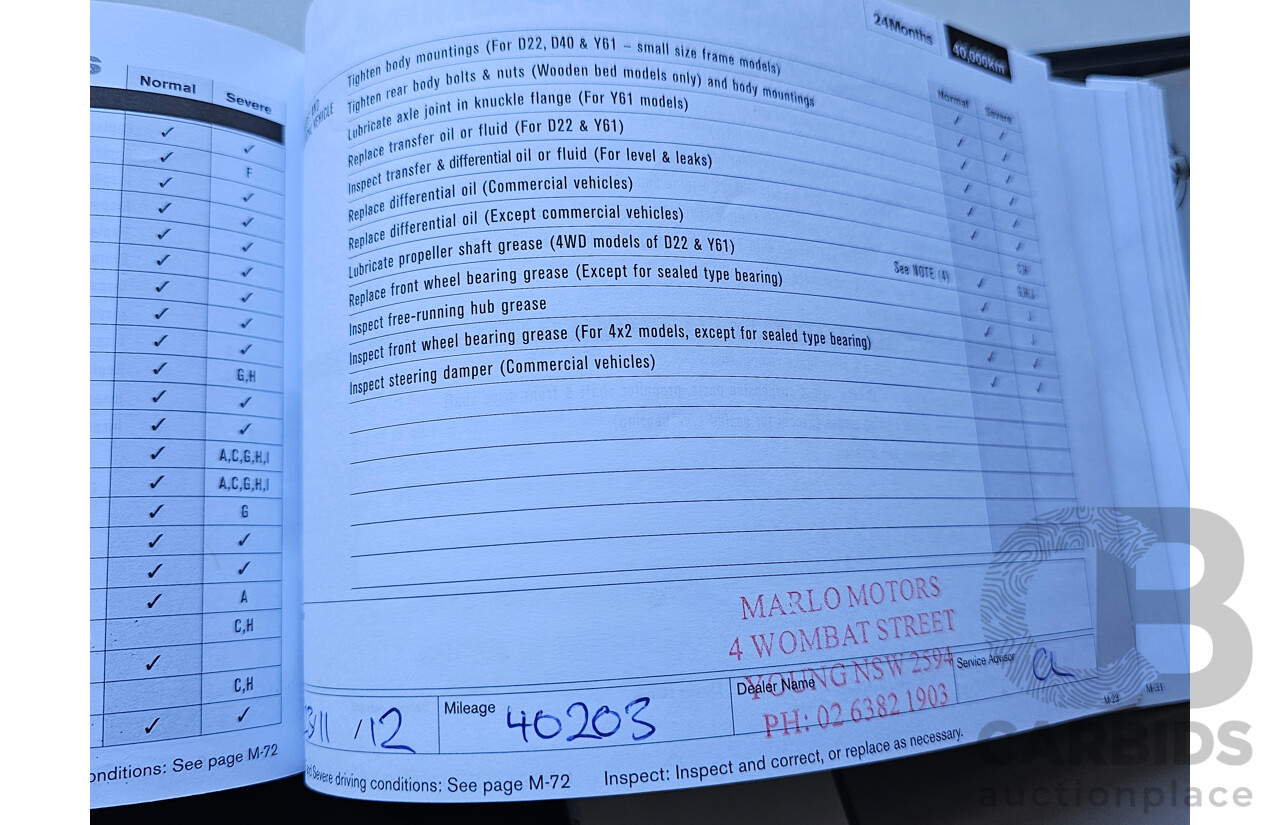 S
Normal Severe
✓ ✓
✓ F
✓ ✓
✓ ✓
✓ ✓
✓ ✓
✓ ✓
✓ ✓
✓ G,H
✓ ✓
✓ ✓
✓ A,C,G,H,I
✓ A,C,G,H,I
✓ G
✓ ✓
✓ ✓
✓ A
C,H
✓
C,H
✓ ✓
onditions: See page M-72
24Months 40,000km
Normal Severe
VEHICLE
Tighten body mountings (For D22, D40 & Y61 – small size frame models)
Tighten rear body bolts & nuts (Wooden bed models only) and body mountings
Lubricate axle joint in knuckle flange (For Y61 models)
Replace transfer oil or fluid (For D22 & Y61)
Inspect transfer & differential oil or fluid (For level & leaks)
Replace differential oil (Commercial vehicles)
Replace differential oil (Except commercial vehicles)
Lubricate propeller shaft grease (4WD models of D22 & Y61)
Replace front wheel bearing grease (Except for sealed type bearing) See NOTE (4)
Inspect free-running hub grease
Inspect front wheel bearing grease (For 4x2 models, except for sealed type bearing)
Inspect steering damper (Commercial vehicles)
MARLO MOTORS
4 WOMBAT STREET
YOUNG NSW 2594
PH: 02 6382 1903
/11 /12 Mileage 40203 Dealer Name Service Advisor
M-31
Severe driving conditions: See page M-72 Inspect: Inspect and correct, or replace as necessary.
CARBIDS
auctionplace